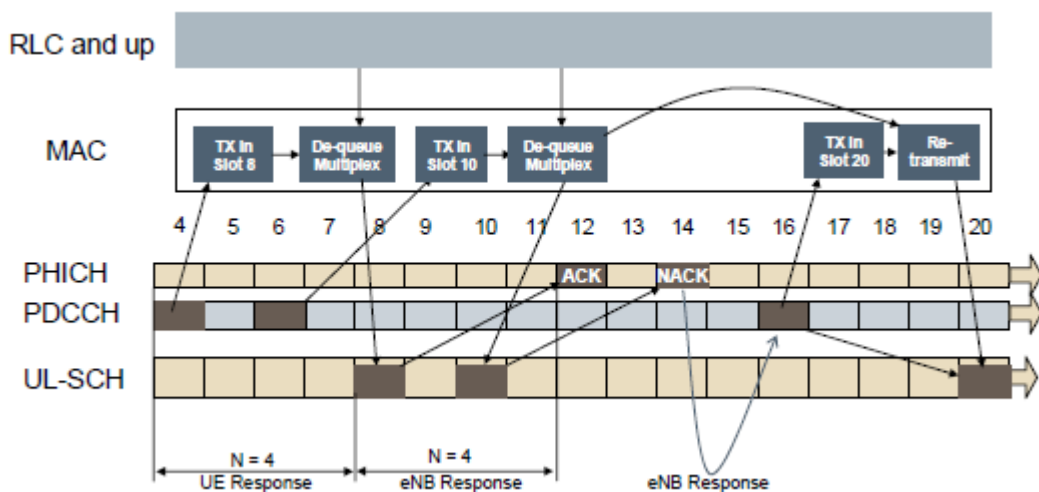 RLC and up
MAC
TX in
Slot 8
De-queue
Multiplex
TX in
Slot 10
De-queue
Multiplex
TX in
Slot 20
Re-
transmit
4 5 6 7 8 9 10 11 12 13 14 15 16 17 18 19 20
PHICH ACK NACK
PDCCH
UL-SCH
N = 4
UE Response
N = 4
eNB Response
eNB Response